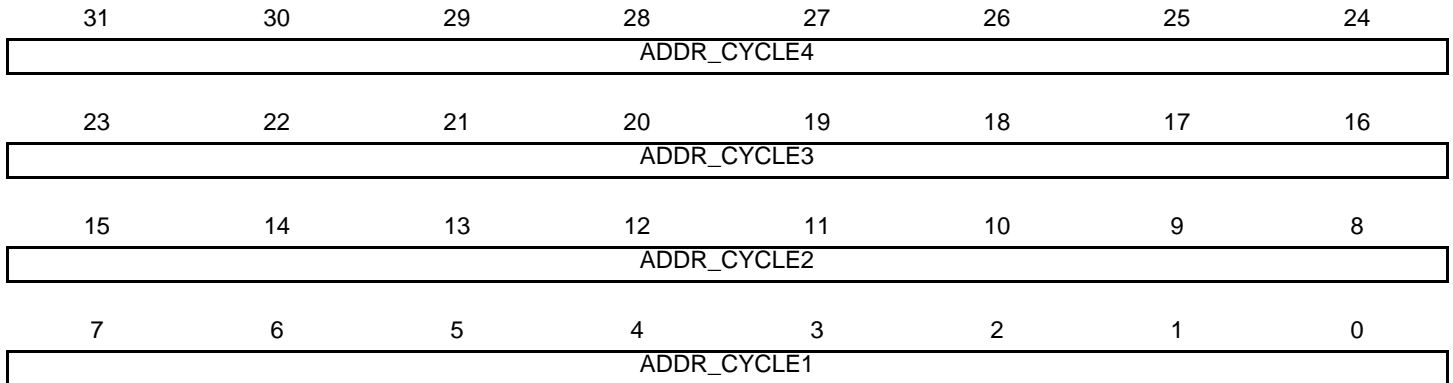 31 30 29 28 27 26 25 24
ADDR_CYCLE4
23 22 21 20 19 18 17 16
ADDR_CYCLE3
15 14 13 12 11 10 9 8
ADDR_CYCLE2
7 6 5 4 3 2 1 0
ADDR_CYCLE1